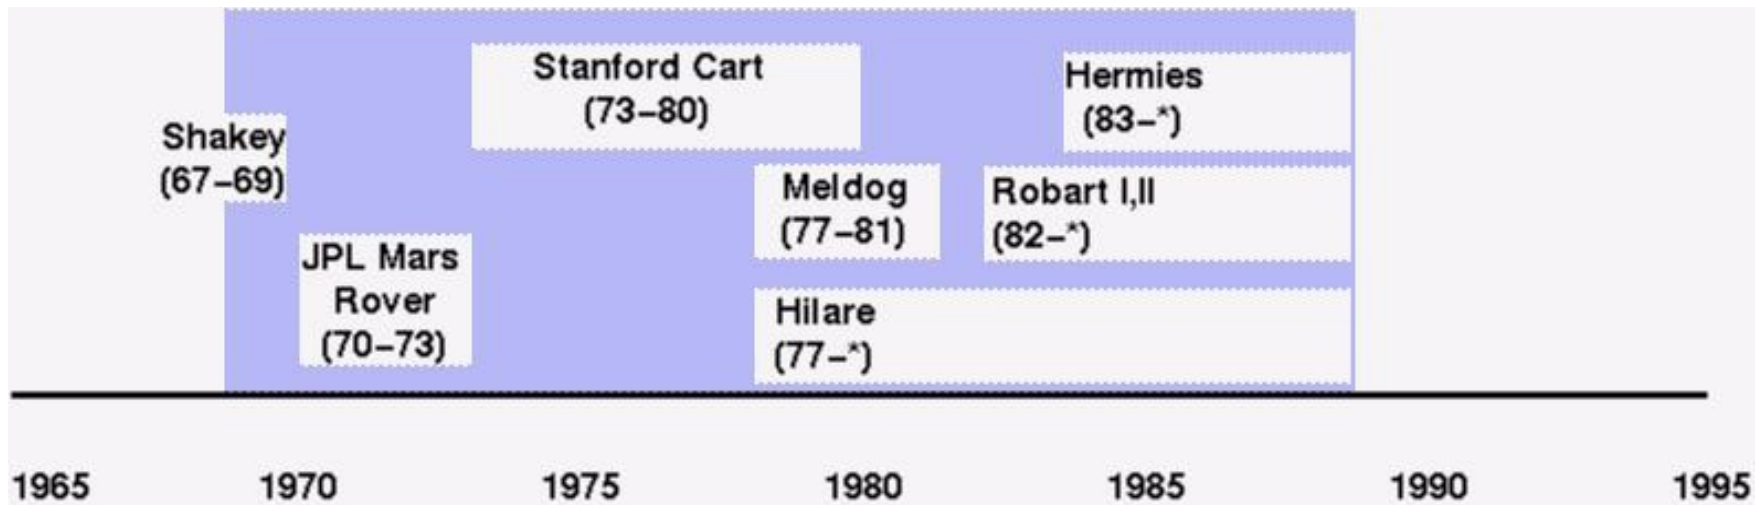 Stanford Cart
(73–80)
Hermies
(83–*)
Shakey
(67–69)
Meldog
(77–81)
Robart I,II
(82–*)
JPL Mars
Rover
(70–73)
Hilare
(77–*)
1965 1970 1975 1980 1985 1990 1995